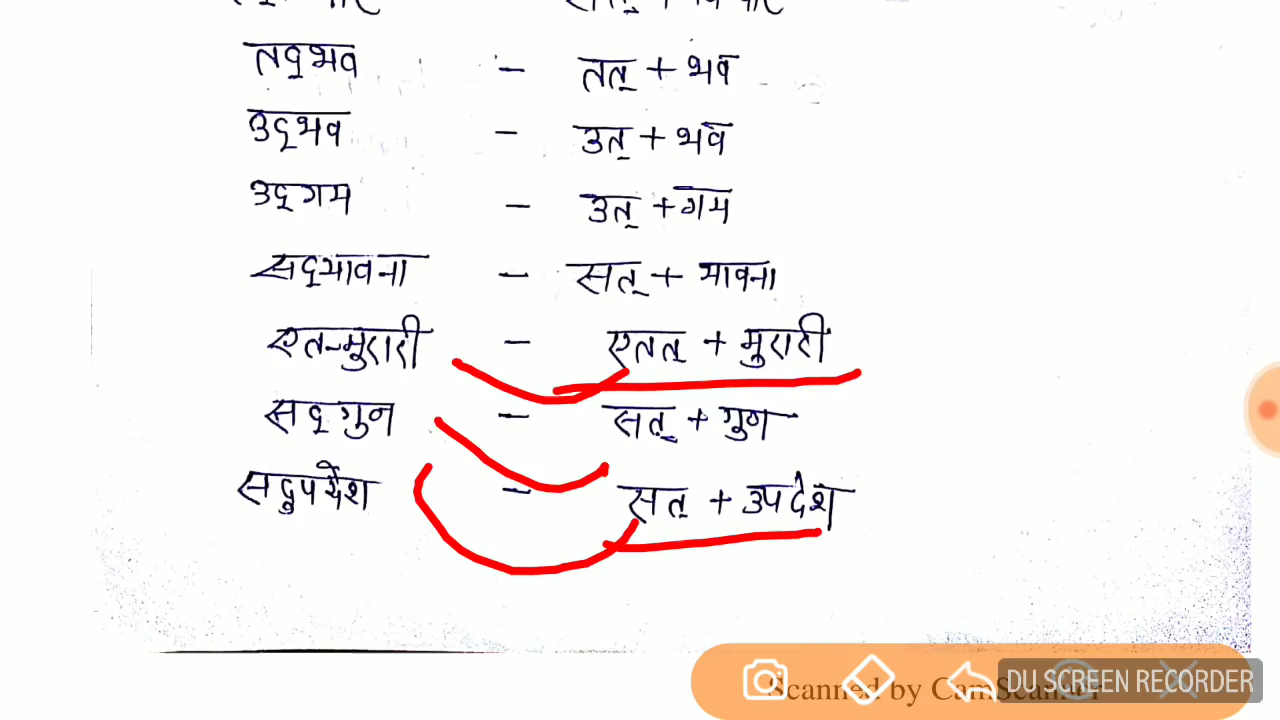 तद्भव - तत् + भव
उद्भव - उत् + भव
उद्गम - उत् + गम
सद्भावना - सत् + भावना
एतन्मुरारी - एतत् + मुरारी
सद्गुन - सत् + गुण
सदुपदेश - सत् + उपदेश
Scanned by CamScanner
DU SCREEN RECORDER